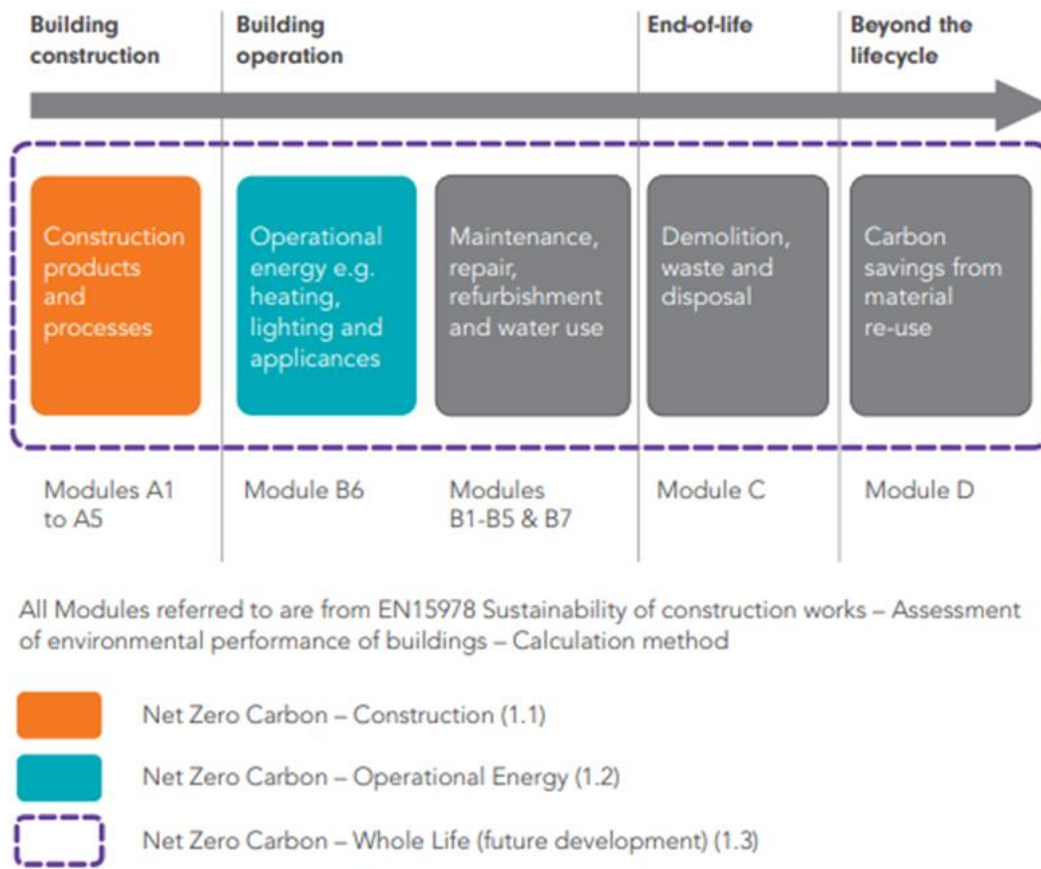 Building
construction
Building
operation
End-of-life
Beyond the
lifecycle
Construction
products
and
processes
Operational
energy e.g.
heating,
lighting and
applicances
Maintenance,
repair,
refurbishment
and water use
Demolition,
waste and
disposal
Carbon
savings from
material
re-use
Modules A1
to A5
Module B6
Modules
B1-B5 & B7
Module C
Module D
All Modules referred to are from EN15978 Sustainability of construction works – Assessment
of environmental performance of buildings – Calculation method
Net Zero Carbon – Construction (1.1)
Net Zero Carbon – Operational Energy (1.2)
Net Zero Carbon – Whole Life (future development) (1.3)